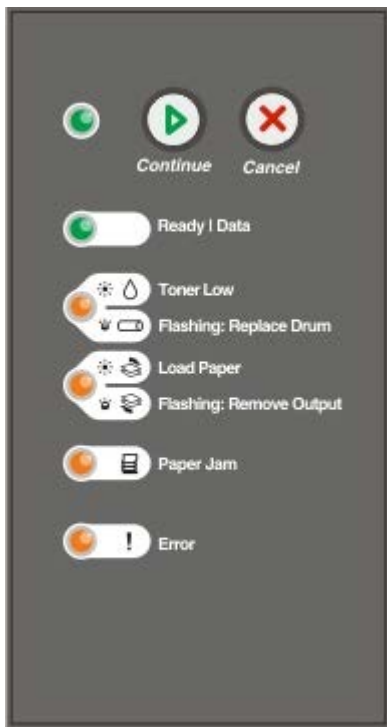 Continue
Cancel
Ready | Data
Toner Low
Flashing: Replace Drum
Load Paper
Flashing: Remove Output
Paper Jam
! Error